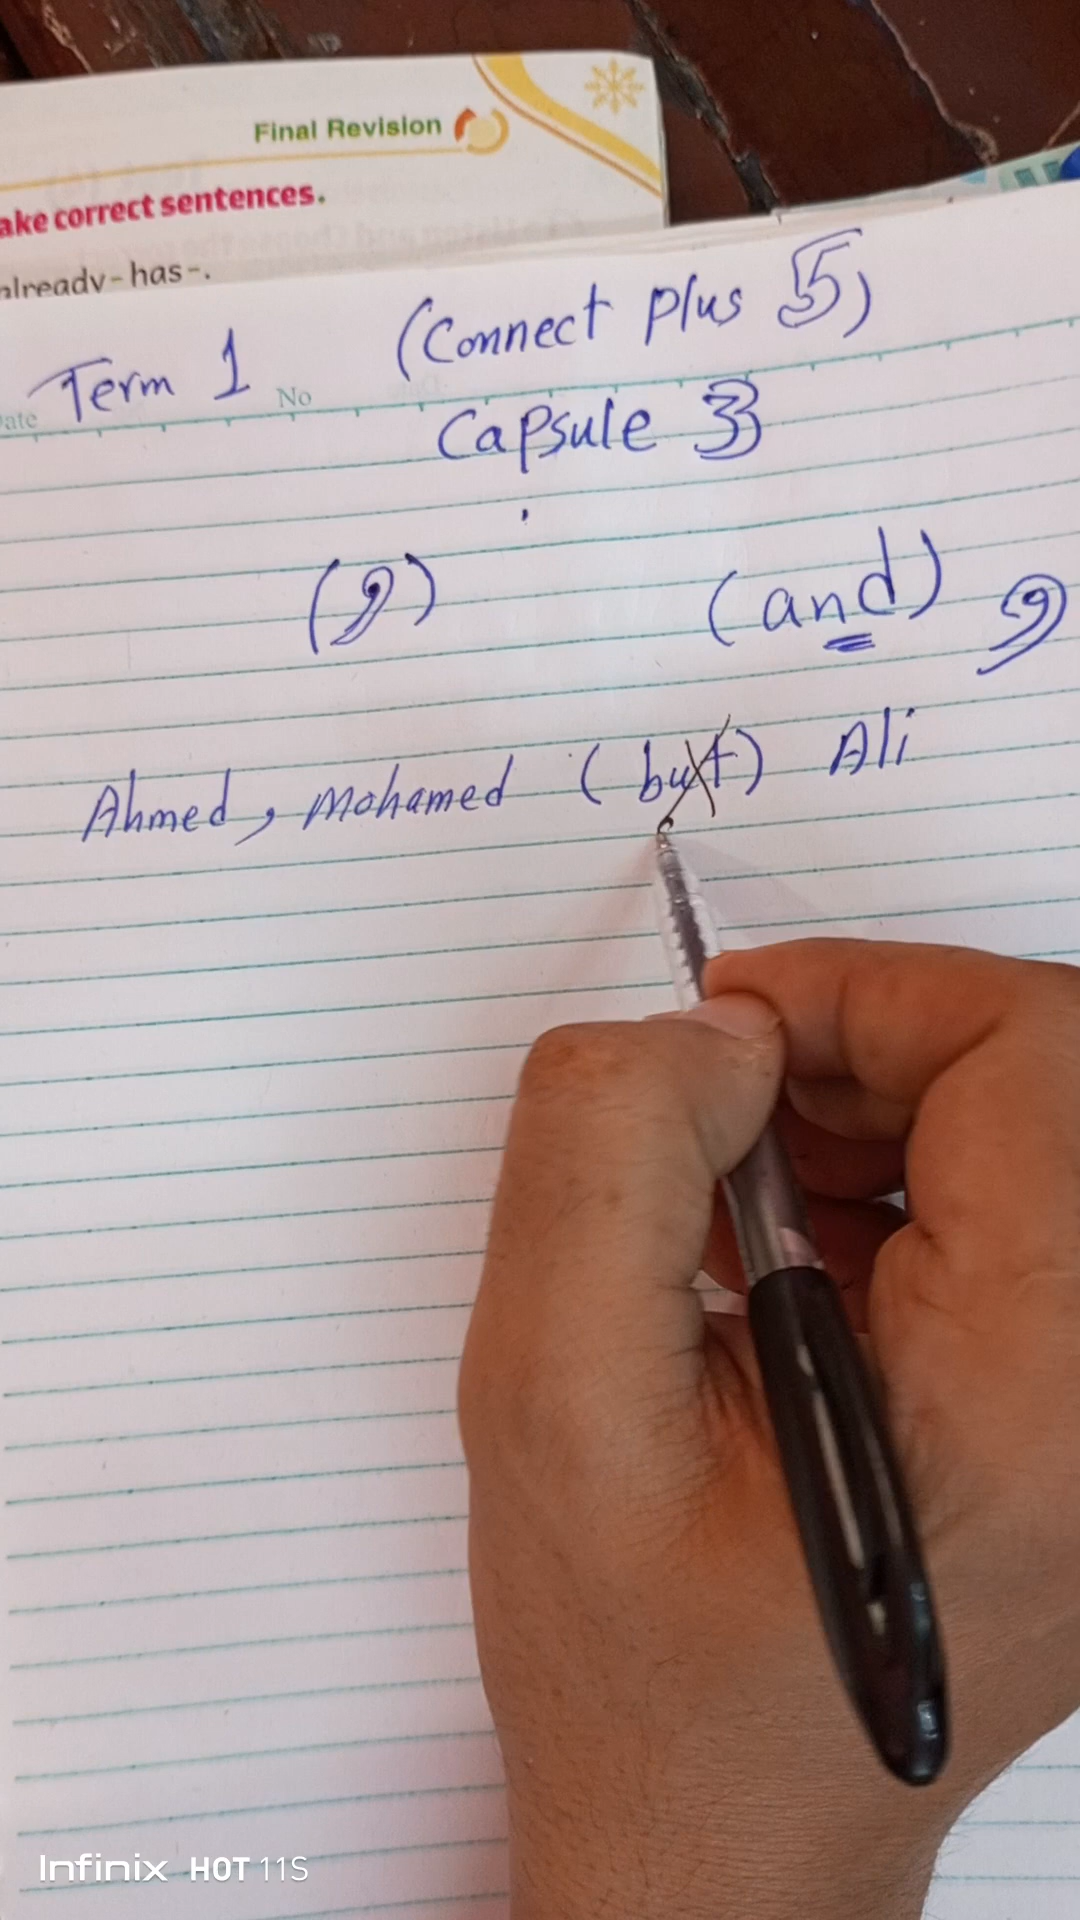 Final Revision
ake correct sentences.
already-has-.
Term 1 (Connect plus 5)
Date No
Capsule 3
(و) (and) و
Ahmed, Mohamed (but) Ali
Infinix HOT 11S